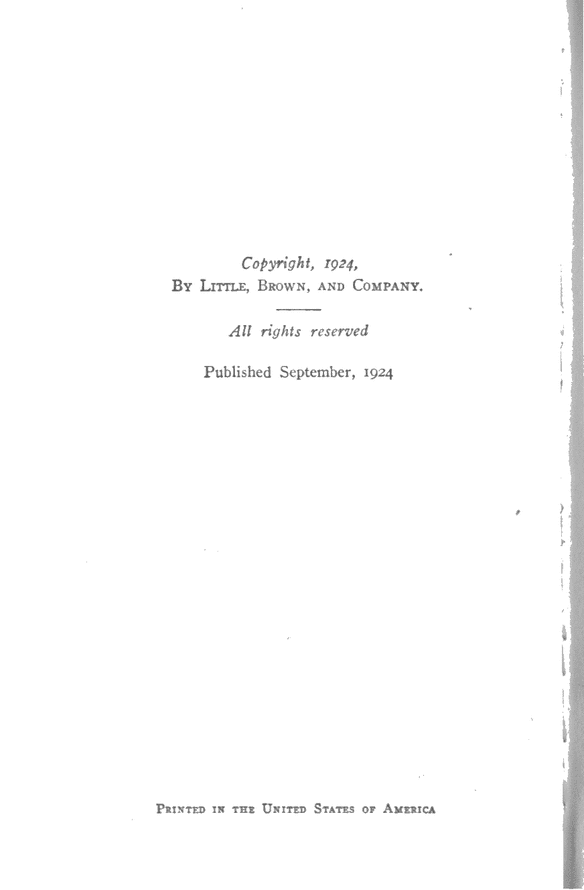 Copyright, 1924,
By Little, Brown, and Company.
All rights reserved
Published September, 1924
Printed in the United States of America